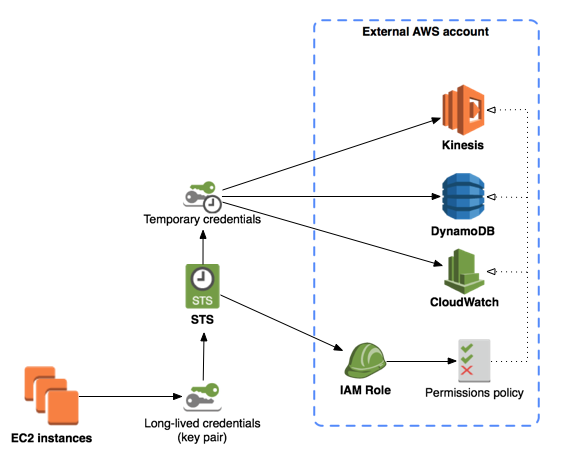 External AWS account
Kinesis
Temporary credentials
DynamoDB
STS
CloudWatch
STS
IAM Role
Permissions policy
EC2 instances
Long-lived credentials
(key pair)